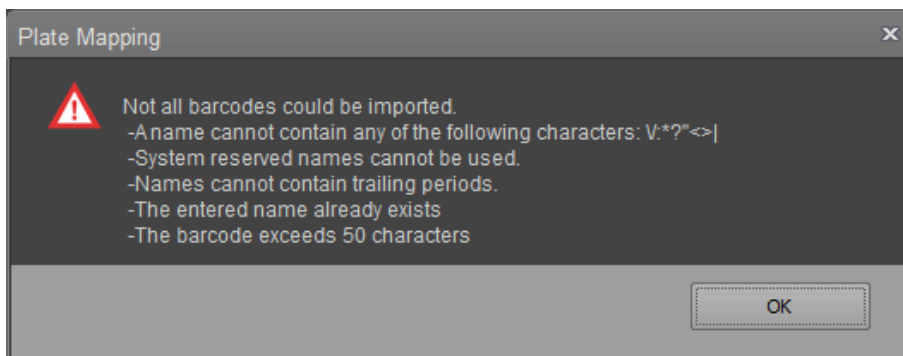 Plate Mapping
Not all barcodes could be imported.
-A name cannot contain any of the following characters: \/:*?"<>|
-System reserved names cannot be used.
-Names cannot contain trailing periods.
-The entered name already exists
-The barcode exceeds 50 characters
OK